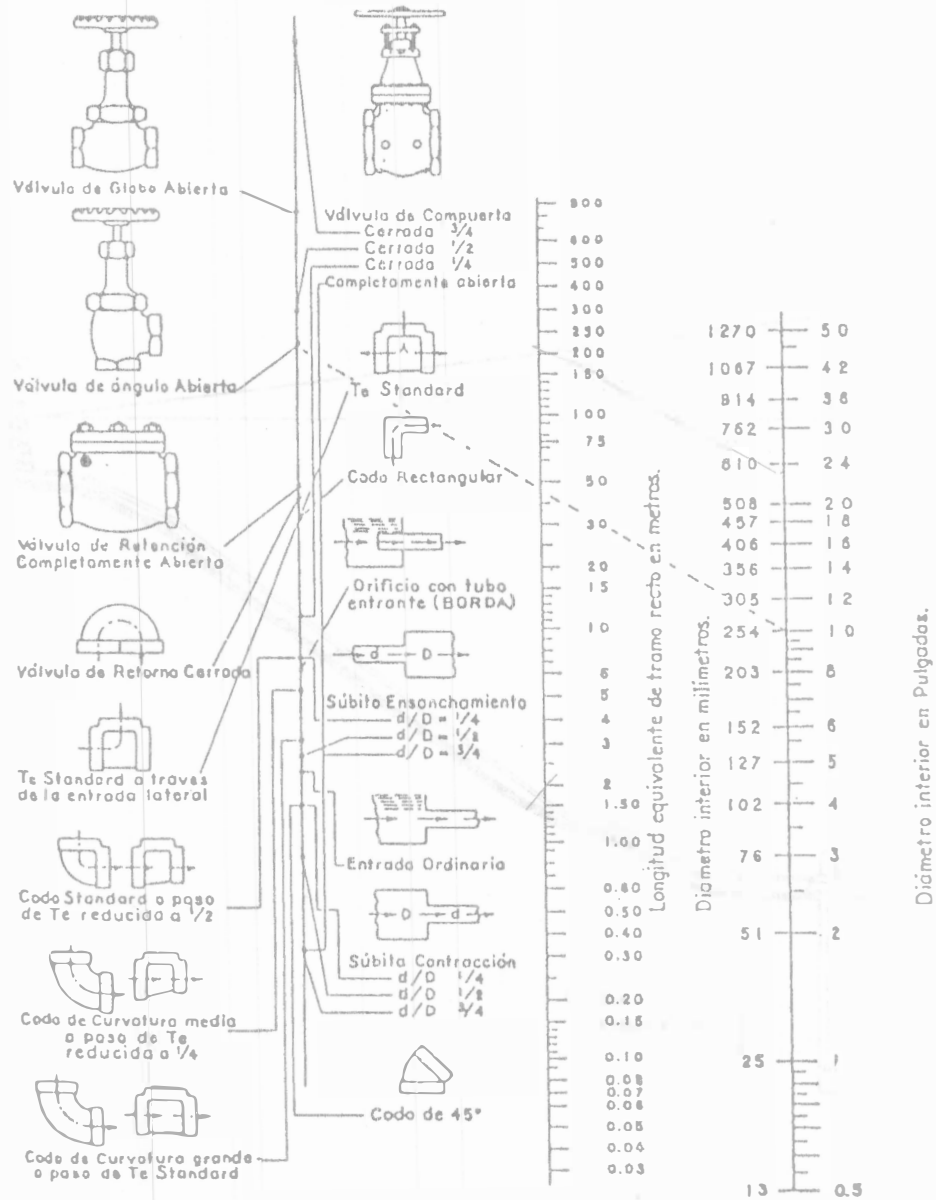 Válvula de Globo Abierta
Válvula de ángulo Abierta
Válvula de Retención
Completamente Abierta
Válvula de Retorno Cerrada
Te Standard a traves
de la entrada lateral
Codo Standard o paso
de Te reducida a 1/2
Codo de Curvatura media
o paso de Te
reducida a 1/4
Codo de Curvatura grande
o paso de Te Standard
Válvula de Compuerta
Cerrada 3/4
Cerrada 1/2
Cerrada 1/4
Completamente abierta
Te Standard
Codo Rectangular
Orificio con tubo
entrante (BORDA)
d D
Súbito Ensanchamiento
d/D = 1/4
d/D = 1/2
d/D = 3/4
Entrada Ordinaria
D d
Súbita Contracción
d/D 1/4
d/D 1/2
d/D 3/4
Codo de 45°
600
500
400
300
250
200
150
100
75
50
30
20
15
10
6
5
4
3
2
1.50
1.00
0.60
0.50
0.40
0.30
0.20
0.15
0.10
0.08
0.07
0.06
0.05
0.04
0.03
Longitud equivalente de tramo recto en metros.
Diámetro interior en milímetros.
1270 50
1067 42
914 36
762 30
610 24
508 20
457 18
406 16
356 14
305 12
254 10
203 8
152 6
127 5
102 4
76 3
51 2
25 1
13 0.5
Diámetro interior en Pulgadas.